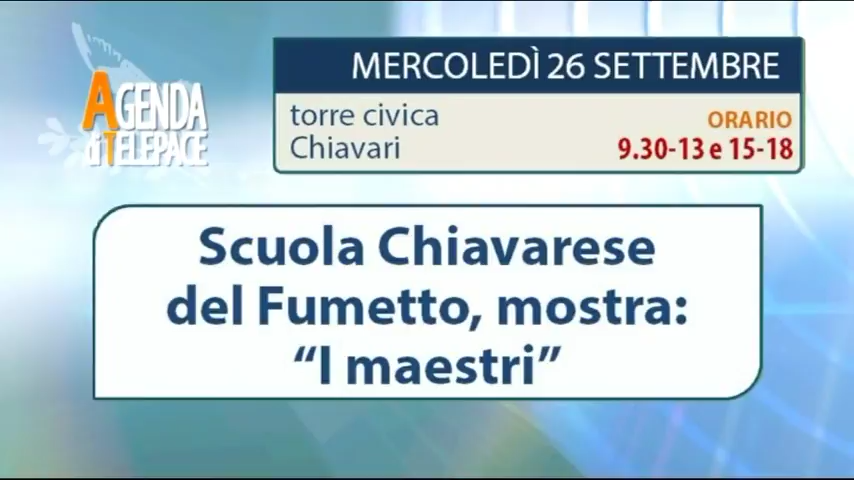 AGENDA
di TELEPACE
MERCOLEDÌ 26 SETTEMBRE
torre civica
Chiavari
ORARIO
9.30-13 e 15-18
Scuola Chiavarese
del Fumetto, mostra:
“I maestri”